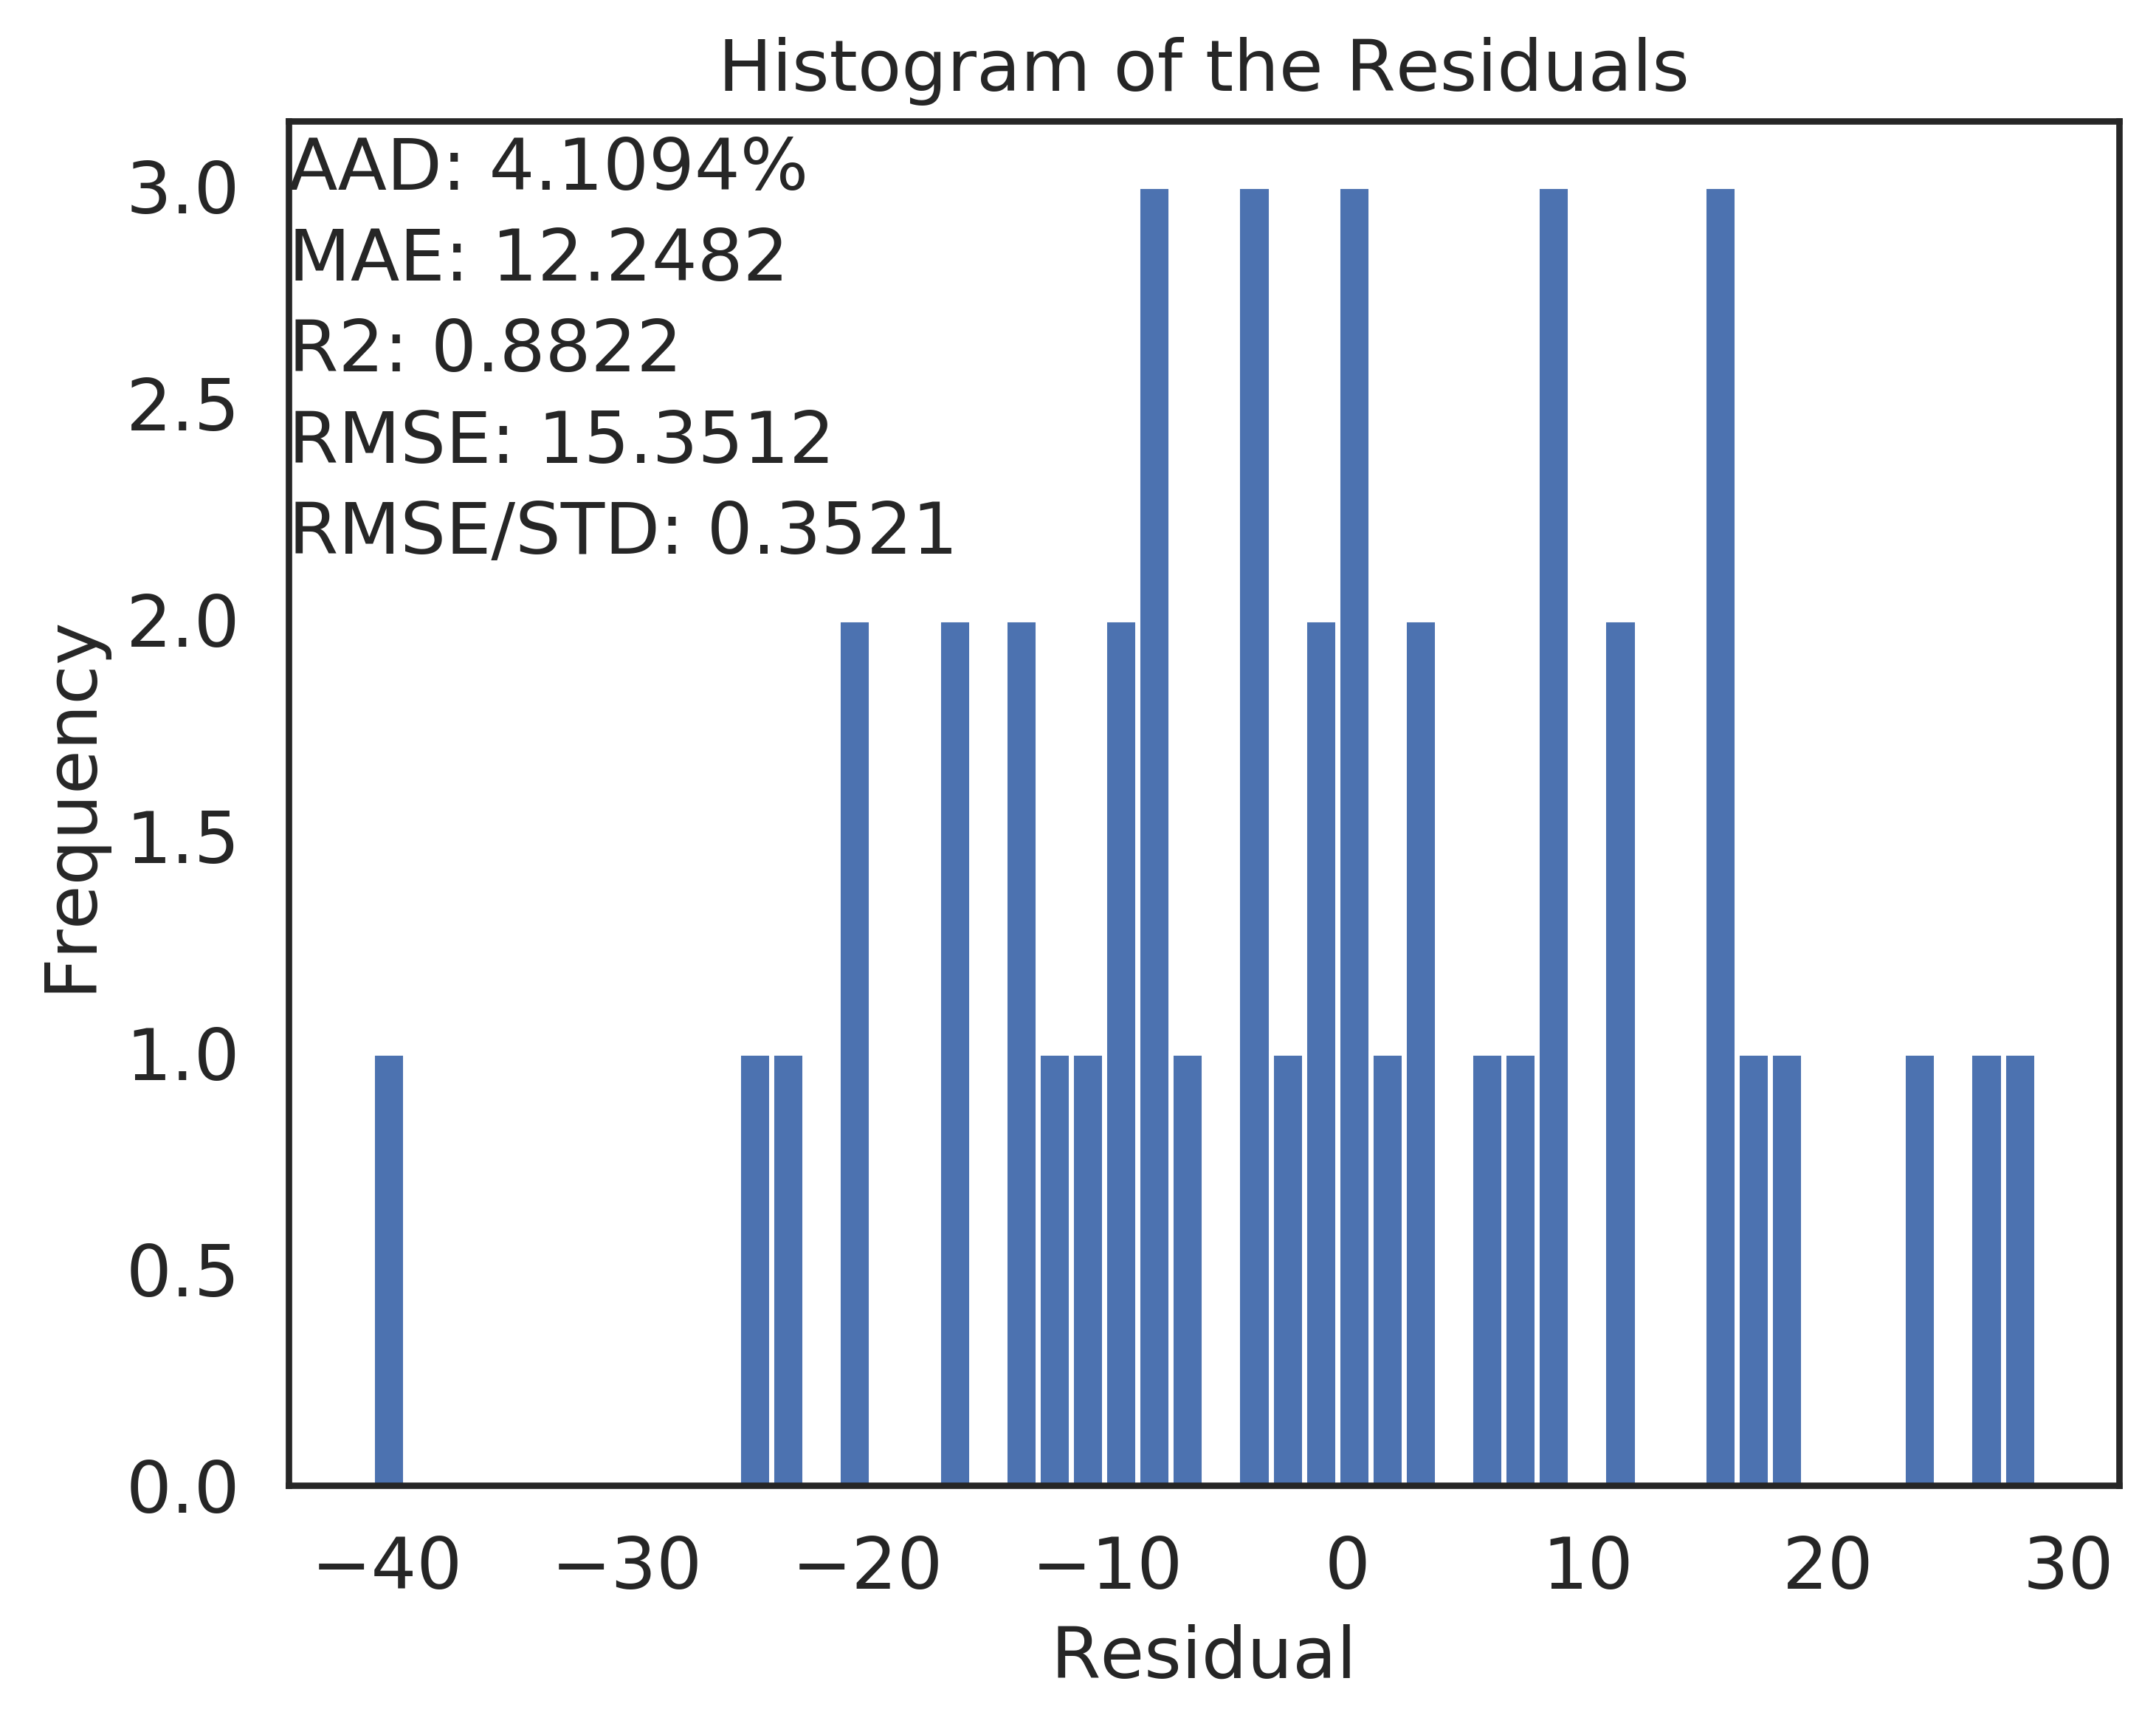 Histogram of the Residuals
AAD: 4.1094%
MAE: 12.2482
R2: 0.8822
RMSE: 15.3512
RMSE/STD: 0.3521
3.0
2.5
2.0
1.5
1.0
0.5
0.0
Frequency
−40 −30 −20 −10 0 10 20 30
Residual